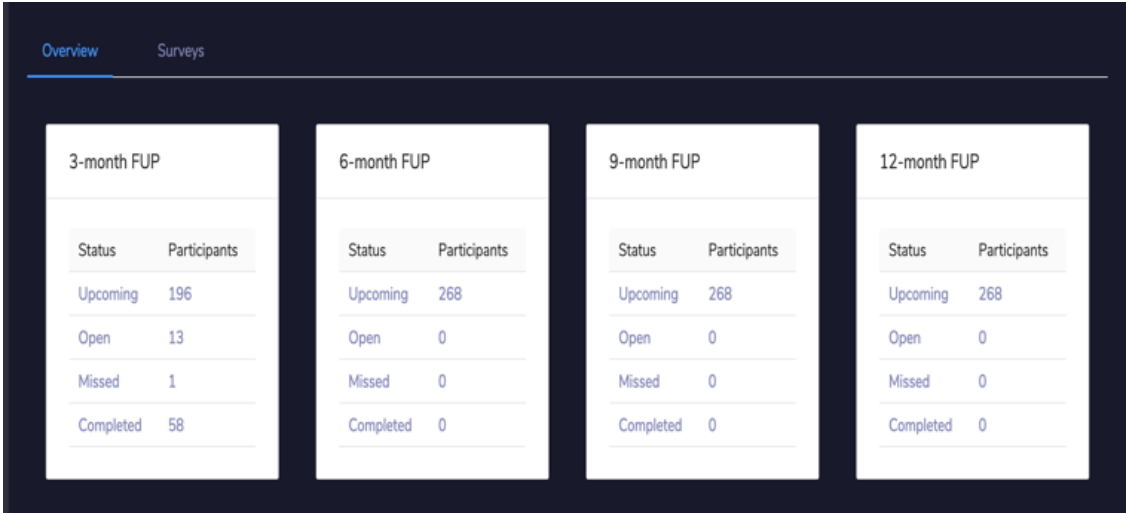 Overview Surveys
3-month FUP
Status Participants
Upcoming 196
Open 13
Missed 1
Completed 58
6-month FUP
Status Participants
Upcoming 268
Open 0
Missed 0
Completed 0
9-month FUP
Status Participants
Upcoming 268
Open 0
Missed 0
Completed 0
12-month FUP
Status Participants
Upcoming 268
Open 0
Missed 0
Completed 0